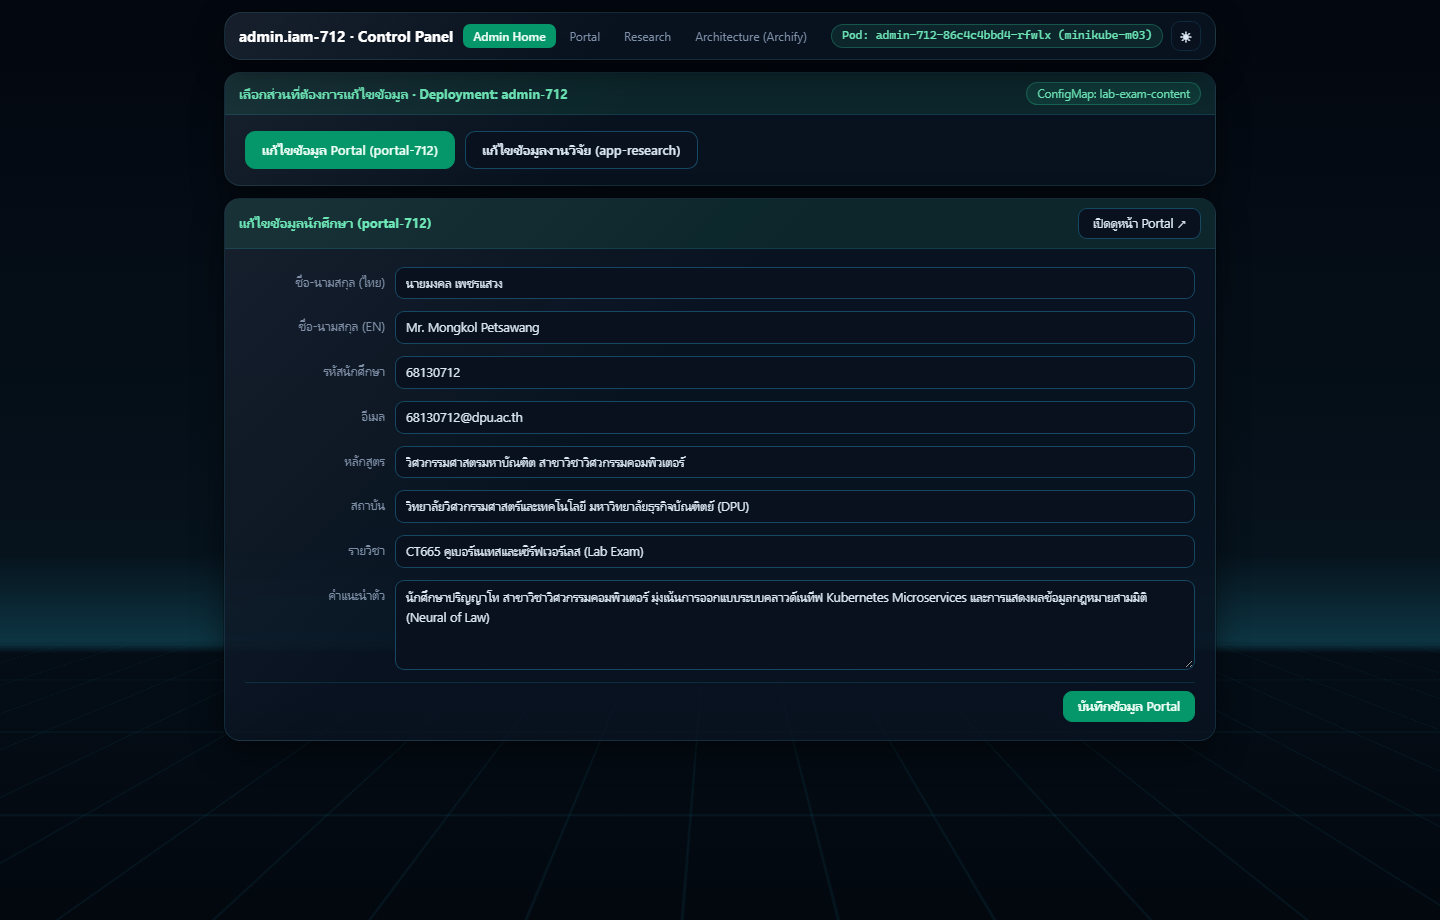 admin.iam-712 · Control Panel
Admin Home
Portal
Research
Architecture (Archify)
Pod: admin-712-86c4c4bbd4-rfwlx (minikube-m03)
เลือกส่วนที่ต้องการแก้ไขข้อมูล · Deployment: admin-712
ConfigMap: lab-exam-content
แก้ไขข้อมูล Portal (portal-712)
แก้ไขข้อมูลงานวิจัย (app-research)
แก้ไขข้อมูลนักศึกษา (portal-712)
เปิดดูหน้า Portal ↗
ชื่อ-นามสกุล (ไทย)
นายมงคล เพชรแสวง
ชื่อ-นามสกุล (EN)
Mr. Mongkol Petsawang
รหัสนักศึกษา
68130712
อีเมล
68130712@dpu.ac.th
หลักสูตร
วิศวกรรมศาสตรมหาบัณฑิต สาขาวิชาวิศวกรรมคอมพิวเตอร์
สถาบัน
วิทยาลัยวิศวกรรมศาสตร์และเทคโนโลยี มหาวิทยาลัยธุรกิจบัณฑิตย์ (DPU)
รายวิชา
CT665 คูเบอร์เนเทสและเซิร์ฟเวอร์เลส (Lab Exam)
คำแนะนำตัว
นักศึกษาปริญญาโท สาขาวิชาวิศวกรรมคอมพิวเตอร์ มุ่งเน้นการออกแบบระบบคลาวด์เนทีฟ Kubernetes Microservices และการแสดงผลข้อมูลกฎหมายสามมิติ
(Neural of Law)
บันทึกข้อมูล Portal